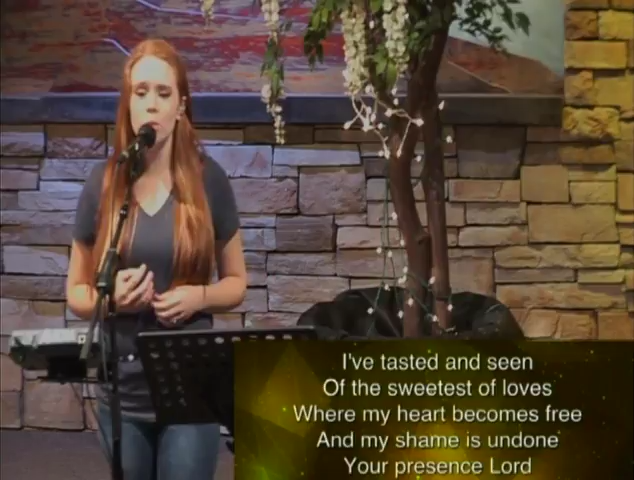 I've tasted and seen
Of the sweetest of loves
Where my heart becomes free
And my shame is undone
Your presence Lord